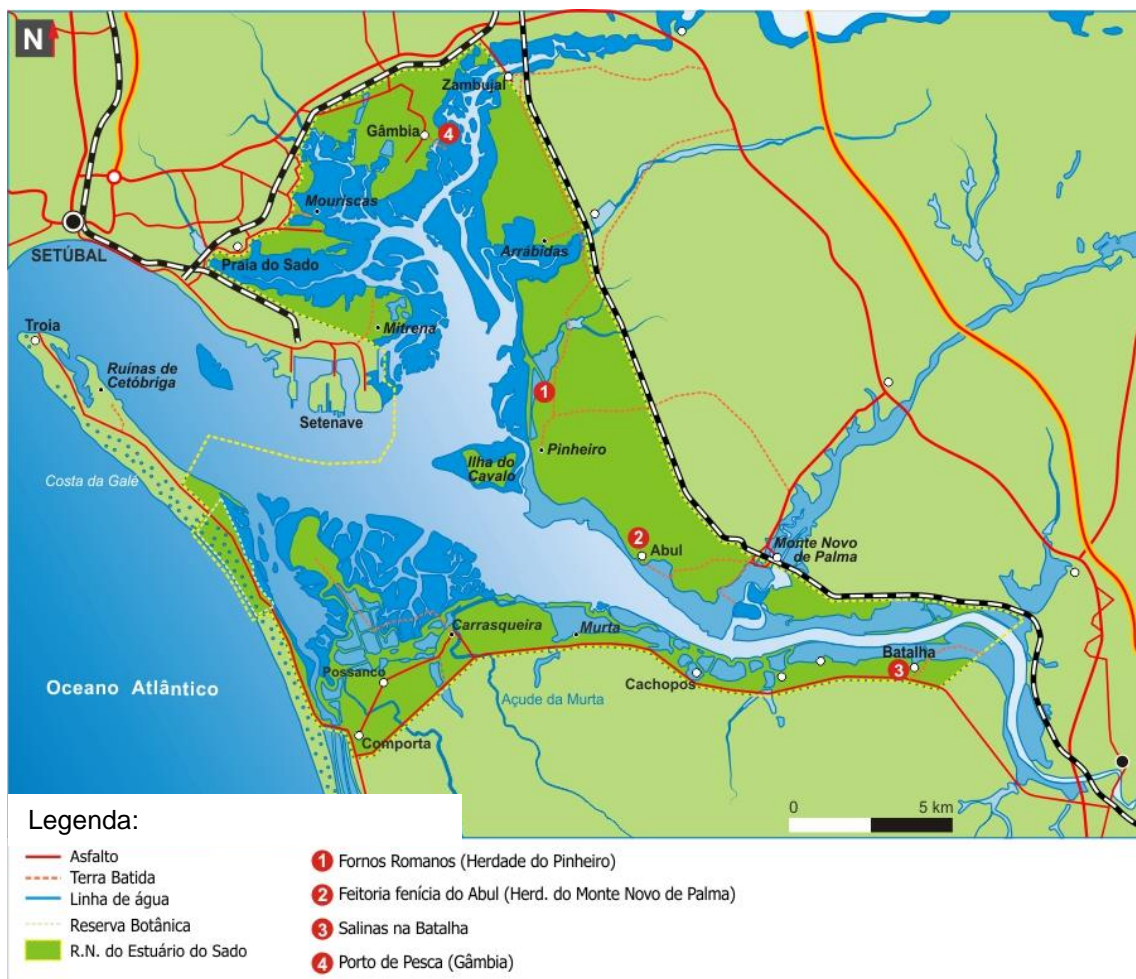 N
Zambujal
Gâmbia
4
Mouriscas
SETÚBAL
Praia do Sado
Arrábidas
Troia
Mitrena
Ruínas de
Cetóbriga
1
Setenave
Pinheiro
Ilha do
Cavalo
Costa da Galé
2
Abul
Monte Novo
de Palma
Carrasqueira
Murta
Possanco
Batalha
3
Cachopos
Oceano Atlântico
Açude da Murta
Comporta
0 5 km
Legenda:
Asfalto
Terra Batida
Linha de água
Reserva Botânica
R.N. do Estuário do Sado
1 Fornos Romanos (Herdade do Pinheiro)
2 Feitoria fenícia do Abul (Herd. do Monte Novo de Palma)
3 Salinas na Batalha
4 Porto de Pesca (Gâmbia)